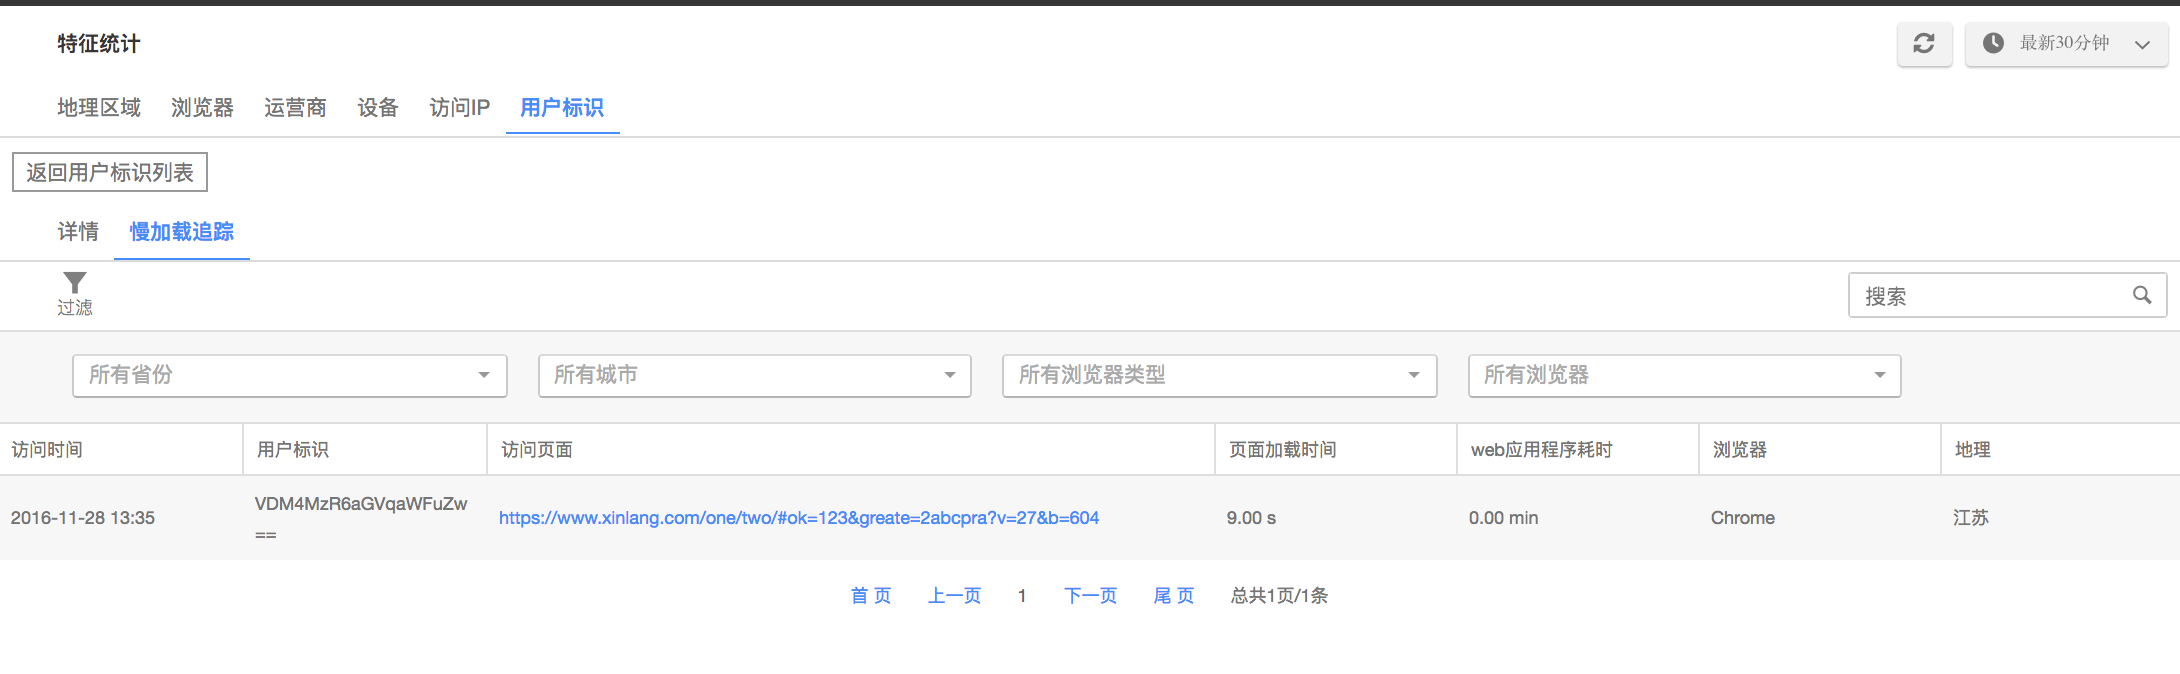 特征统计
最新30分钟
地理区域 浏览器 运营商 设备 访问IP 用户标识
返回用户标识列表
详情 慢加载追踪
过滤
搜索
所有省份 所有城市 所有浏览器类型 所有浏览器
访问时间 用户标识 访问页面 页面加载时间 web应用程序耗时 浏览器 地理
2016-11-28 13:35 VDM4MzR6aGVqaWFuZw https://www.xinlang.com/one/two/#ok=123&greate=2abcpra?v=27&b=604 9.00 s 0.00 min Chrome 江苏
==
首 页 上一页 1 下一页 尾 页 总共1页/1条